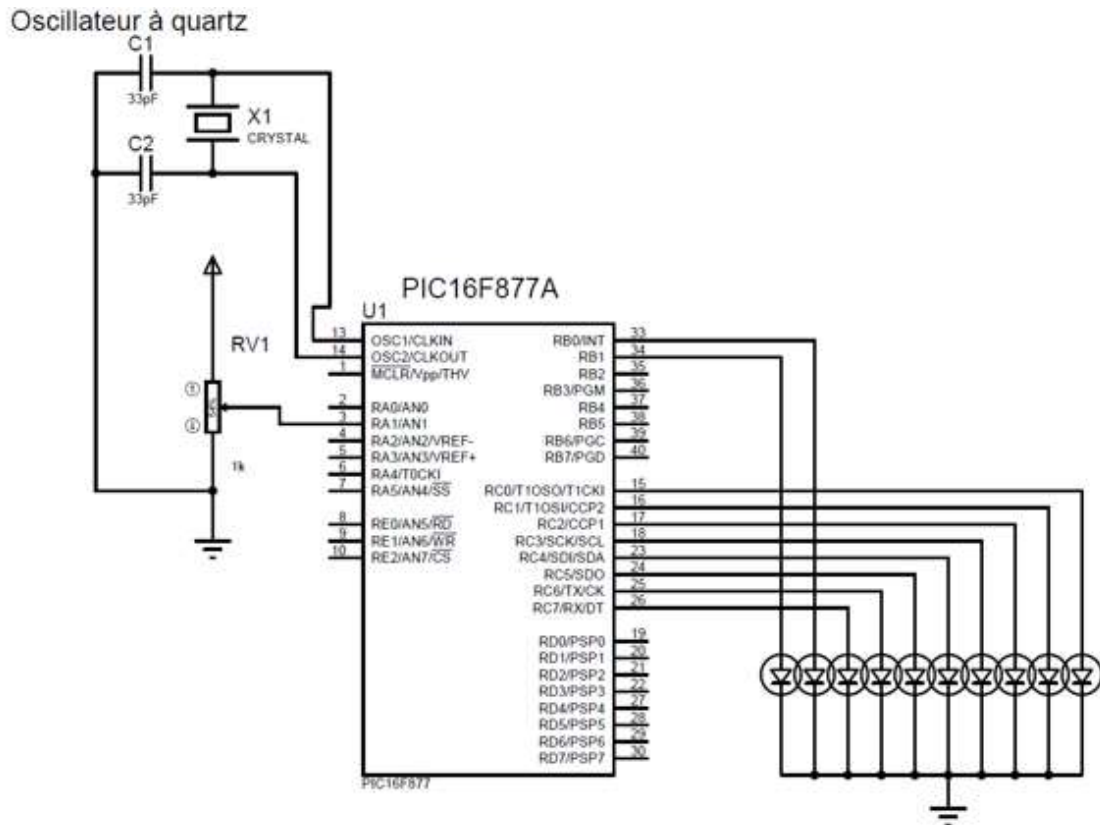 Oscillateur à quartz
C1
33pF
X1
CRYSTAL
C2
33pF
RV1
1k
PIC16F877A
U1
13 OSC1/CLKIN
14 OSC2/CLKOUT
1 MCLR/Vpp/THV
2 RA0/AN0
3 RA1/AN1
4 RA2/AN2/VREF-
5 RA3/AN3/VREF+
6 RA4/T0CKI
7 RA5/AN4/SS
8 RE0/AN5/RD
9 RE1/AN6/WR
10 RE2/AN7/CS
RB0/INT 33
RB1 34
RB2 35
RB3/PGM 36
RB4 37
RB5 38
RB6/PGC 39
RB7/PGD 40
RC0/T1OSO/T1CKI 15
RC1/T1OSI/CCP2 16
RC2/CCP1 17
RC3/SCK/SCL 18
RC4/SDI/SDA 23
RC5/SDO 24
RC6/TX/CK 25
RC7/RX/DT 26
RD0/PSP0 19
RD1/PSP1 20
RD2/PSP2 21
RD3/PSP3 22
RD4/PSP4 27
RD5/PSP5 28
RD6/PSP6 29
RD7/PSP7 30
PIC16F877